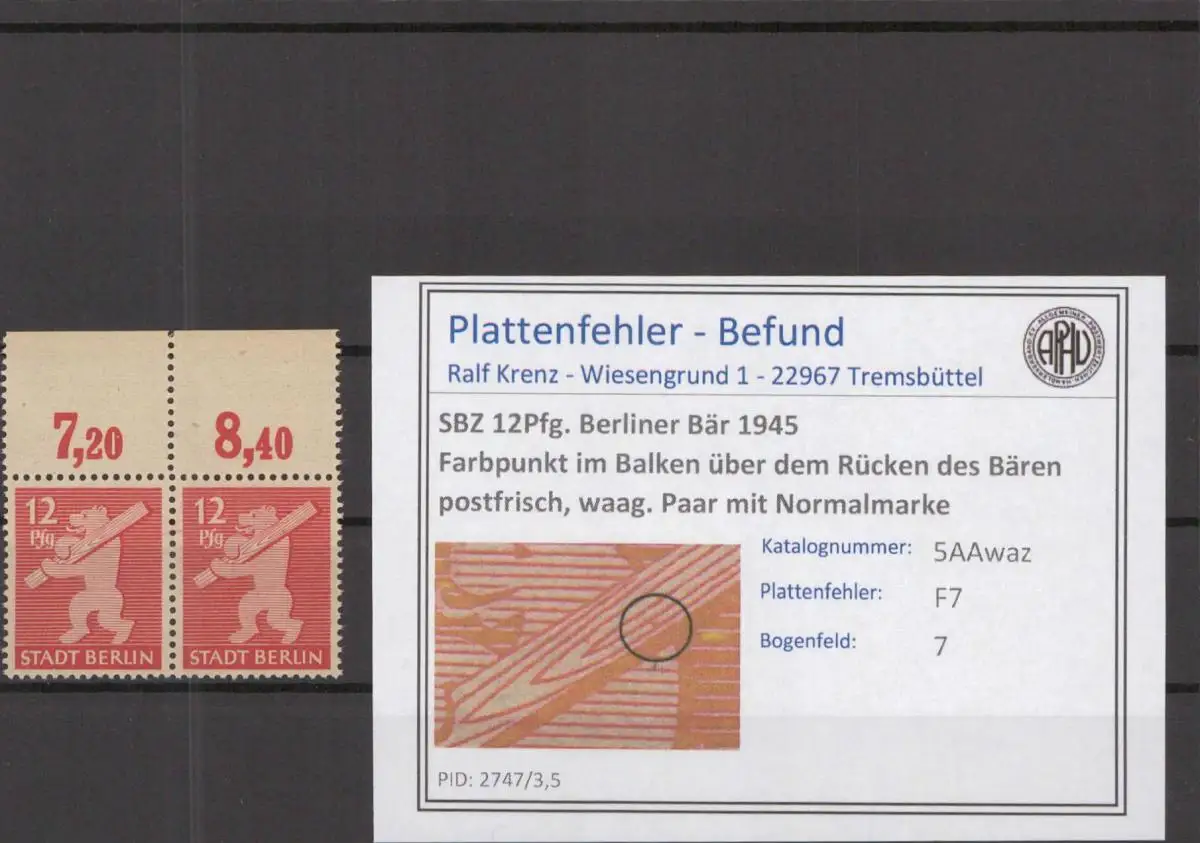 7,20
8,40
12
Pfg
STADT BERLIN
12
Pfg
STADT BERLIN
Plattenfehler - Befund
Ralf Krenz - Wiesengrund 1 - 22967 Tremsbüttel
APHV
SBZ 12Pfg. Berliner Bär 1945
Farbpunkt im Balken über dem Rücken des Bären
postfrisch, waag. Paar mit Normalmarke
Katalognummer: 5AAwaz
Plattenfehler: F7
Bogenfeld: 7
PID: 2747/3,5